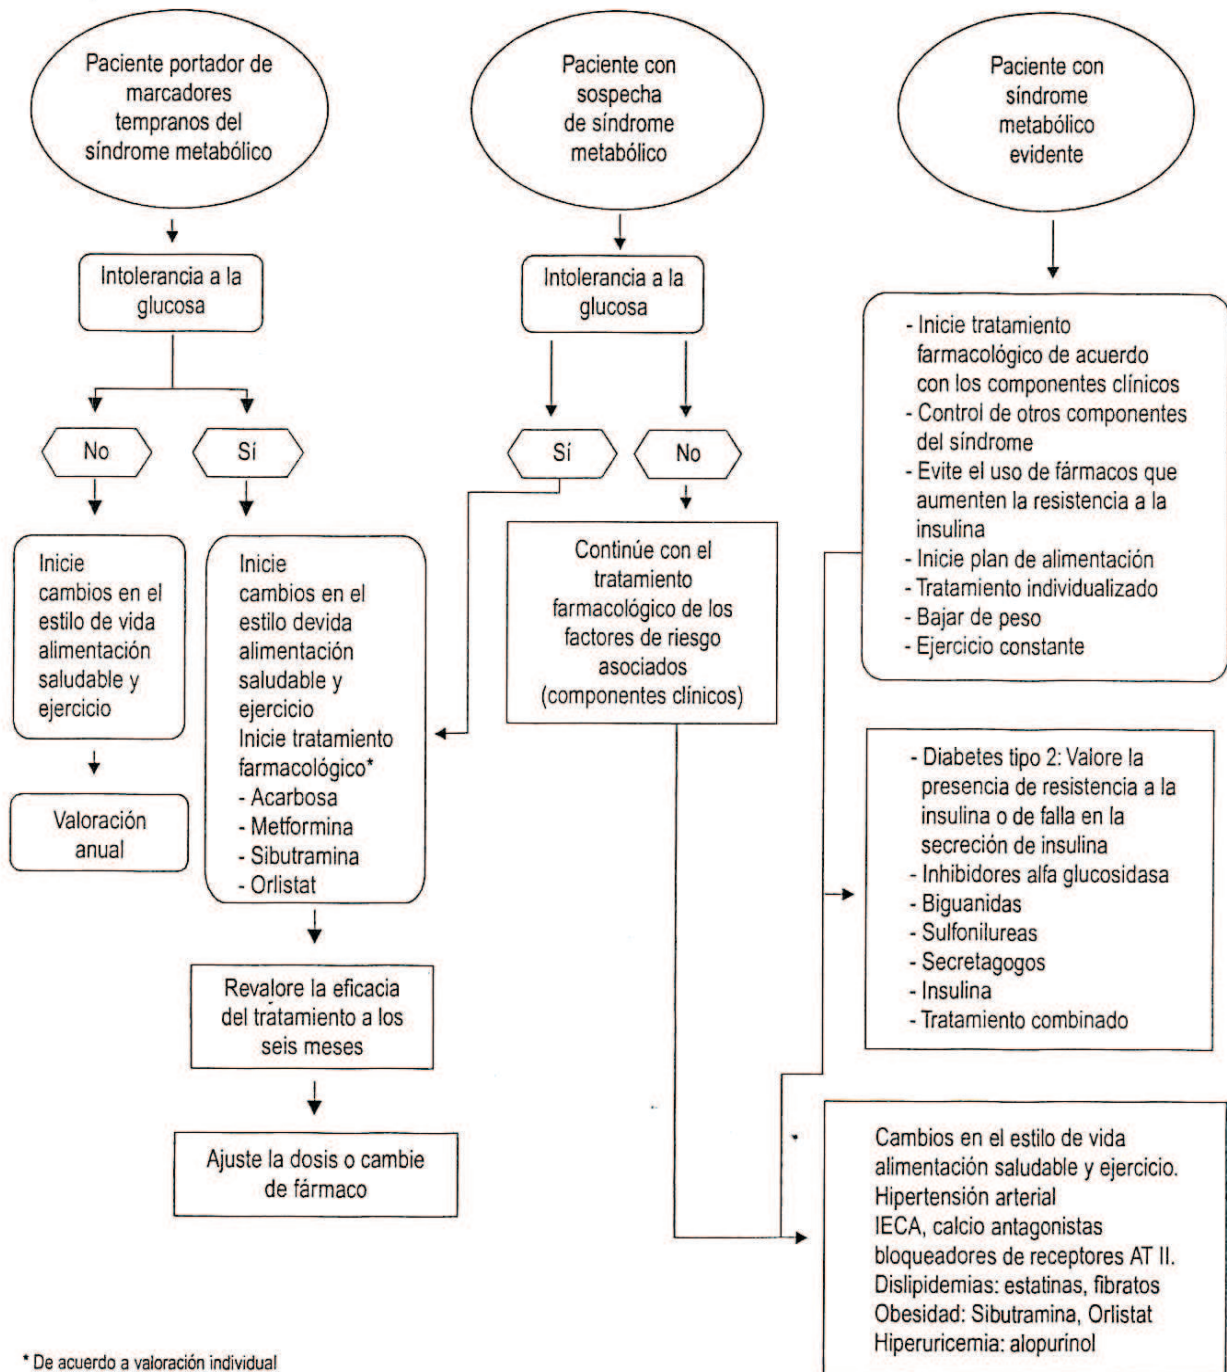 Paciente portador de
marcadores
tempranos del
síndrome metabólico
Intolerancia a la
glucosa
No
Sí
Inicie
cambios en el
estilo de vida
alimentación
saludable y
ejercicio
Valoración
anual
Inicie
cambios en el
estilo devida
alimentación
saludable y
ejercicio
Inicie tratamiento
farmacológico*
- Acarbosa
- Metformina
- Sibutramina
- Orlistat
Revalore la eficacia
del tratamiento a los
seis meses
Ajuste la dosis o cambie
de fármaco
Paciente con
sospecha
de síndrome
metabólico
Intolerancia a la
glucosa
Sí
No
Continúe con el
tratamiento
farmacológico de los
factores de riesgo
asociados
(componentes clínicos)
Paciente con
síndrome
metabólico
evidente
- Inicie tratamiento
farmacológico de acuerdo
con los componentes clínicos
- Control de otros componentes
del síndrome
- Evite el uso de fármacos que
aumenten la resistencia a la
insulina
- Inicie plan de alimentación
- Tratamiento individualizado
- Bajar de peso
- Ejercicio constante
- Diabetes tipo 2: Valore la
presencia de resistencia a la
insulina o de falla en la
secreción de insulina
- Inhibidores alfa glucosidasa
- Biguanidas
- Sulfonilureas
- Secretagogos
- Insulina
- Tratamiento combinado
Cambios en el estilo de vida
alimentación saludable y ejercicio.
Hipertensión arterial
IECA, calcio antagonistas
bloqueadores de receptores AT II.
Dislipidemias: estatinas, fibratos
Obesidad: Sibutramina, Orlistat
Hiperuricemia: alopurinol
* De acuerdo a valoración individual